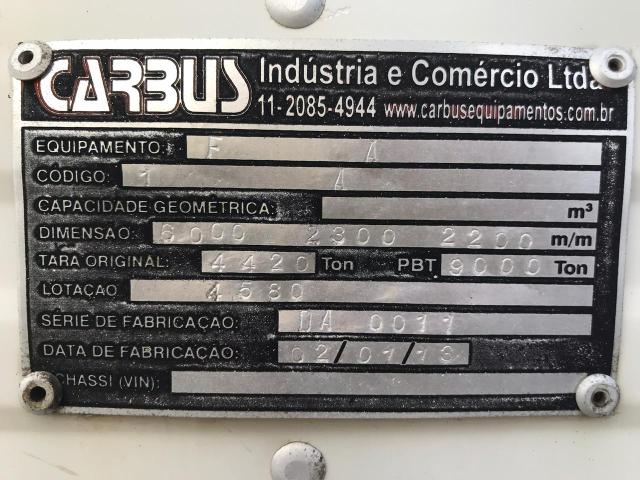 CARBUS Indústria e Comércio Ltda
11-2085-4944 www.carbusequipamentos.com.br
EQUIPAMENTO: F A
CÓDIGO: 1 A
CAPACIDADE GEOMÉTRICA: m³
DIMENSÃO: 6000 2300 2200 m/m
TARA ORIGINAL: 4420 Ton PBT 9000 Ton
LOTAÇÃO 4580
SÉRIE DE FABRICAÇÃO: DA 0011
DATA DE FABRICAÇÃO: 02/01/13
CHASSI (VIN):